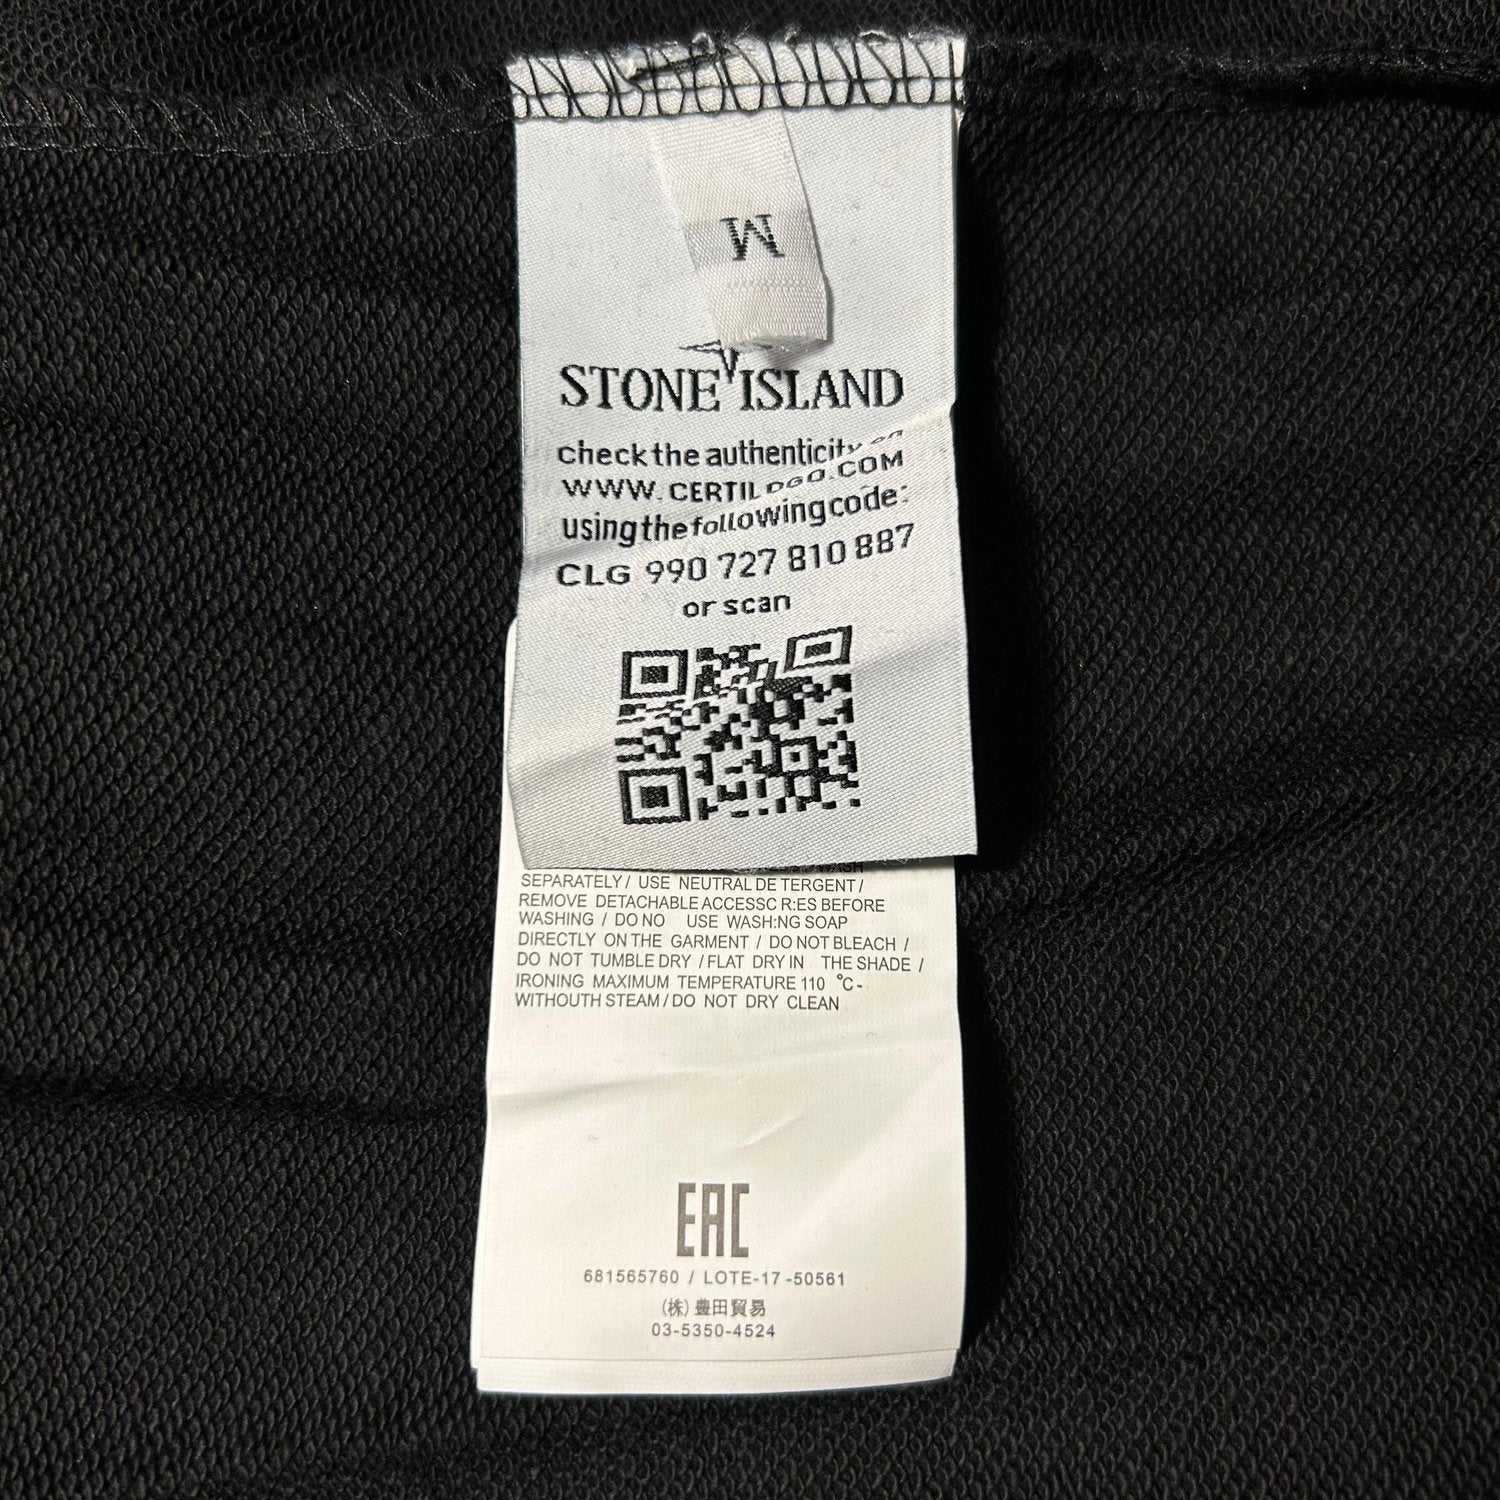 M
STONE ISLAND
check the authenticity on
WWW.CERTILOGO.COM
using the following code:
CLG 990 727 810 887
or scan
WASH
SEPARATELY / USE NEUTRAL DE TERGENT /
REMOVE DETACHABLE ACCESSC R:ES BEFORE
WASHING / DO NO USE WASH:NG SOAP
DIRECTLY ON THE GARMENT / DO NOT BLEACH /
DO NOT TUMBLE DRY / FLAT DRY IN THE SHADE /
IRONING MAXIMUM TEMPERATURE 110 °C -
WITHOUTH STEAM / DO NOT DRY CLEAN
EAC
681565760 / LOTE-17 -50561
(株) 豊田貿易
03-5350-4524